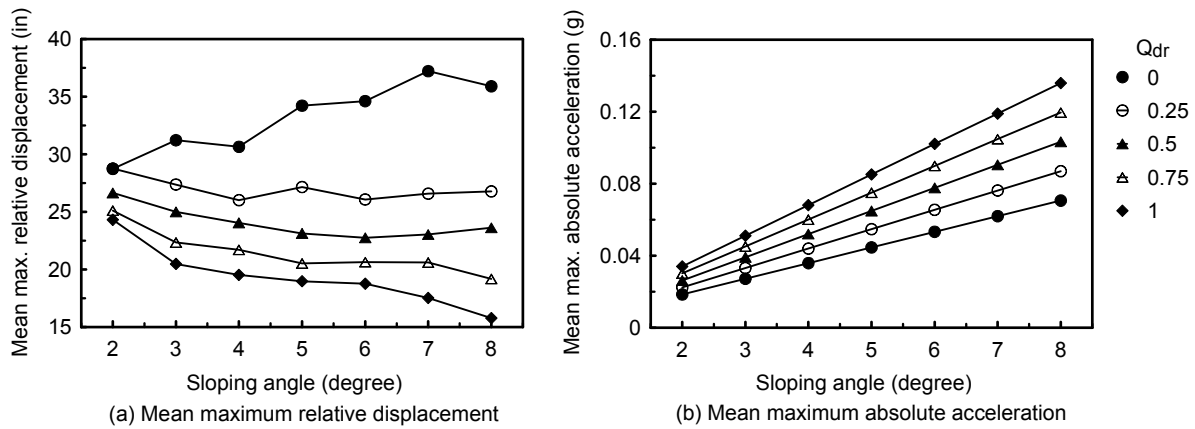 Mean max. relative displacement (in)
40
35
30
25
20
15
2 3 4 5 6 7 8
Sloping angle (degree)
(a) Mean maximum relative displacement
Mean max. absolute acceleration (g)
0.16
0.12
0.08
0.04
0
2 3 4 5 6 7 8
Sloping angle (degree)
(b) Mean maximum absolute acceleration
Qdr
0
0.25
0.5
0.75
1